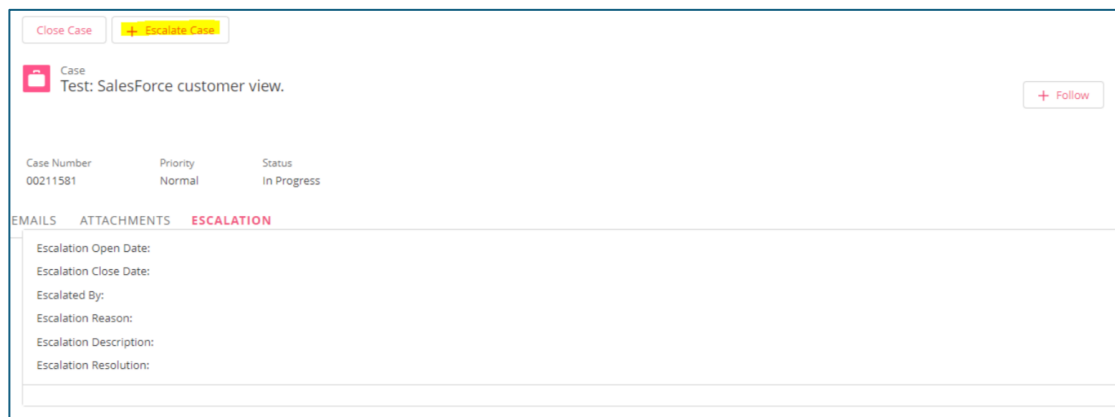 Close Case
+ Escalate Case
Case
Test: SalesForce customer view.
+ Follow
Case Number Priority Status
00211581 Normal In Progress
EMAILS ATTACHMENTS ESCALATION
Escalation Open Date:
Escalation Close Date:
Escalated By:
Escalation Reason:
Escalation Description:
Escalation Resolution: